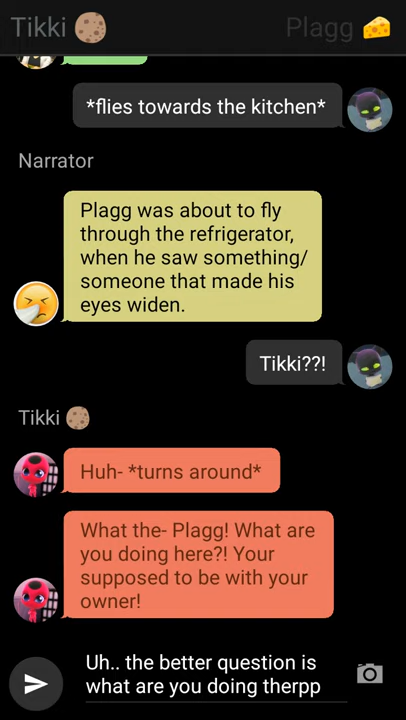 Tikki
Plagg
*flies towards the kitchen*
Narrator
Plagg was about to fly
through the refrigerator,
when he saw something/
someone that made his
eyes widen.
Tikki??!
Tikki
Huh- *turns around*
What the- Plagg! What are
you doing here?! Your
supposed to be with your
owner!
Uh.. the better question is
what are you doing therpp